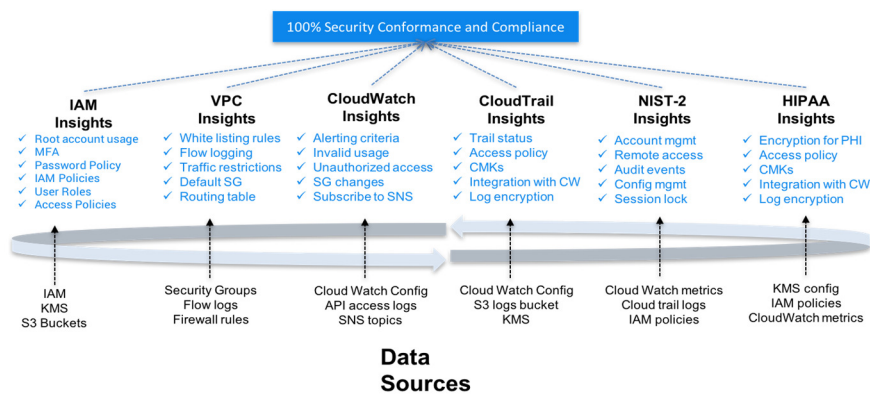 100% Security Conformance and Compliance
IAM
Insights
Root account usage
MFA
Password Policy
IAM Policies
User Roles
Access Policies
VPC
Insights
White listing rules
Flow logging
Traffic restrictions
Default SG
Routing table
CloudWatch
Insights
Alerting criteria
Invalid usage
Unauthorized access
SG changes
Subscribe to SNS
CloudTrail
Insights
Trail status
Access policy
CMKs
Integration with CW
Log encryption
NIST-2
Insights
Account mgmt
Remote access
Audit events
Config mgmt
Session lock
HIPAA
Insights
Encryption for PHI
Access policy
CMKs
Integration with CW
Log encryption
IAM
KMS
S3 Buckets
Security Groups
Flow logs
Firewall rules
Cloud Watch Config
API access logs
SNS topics
Cloud Watch Config
S3 logs bucket
KMS
Cloud Watch metrics
Cloud trail logs
IAM policies
KMS config
IAM policies
CloudWatch metrics
Data
Sources